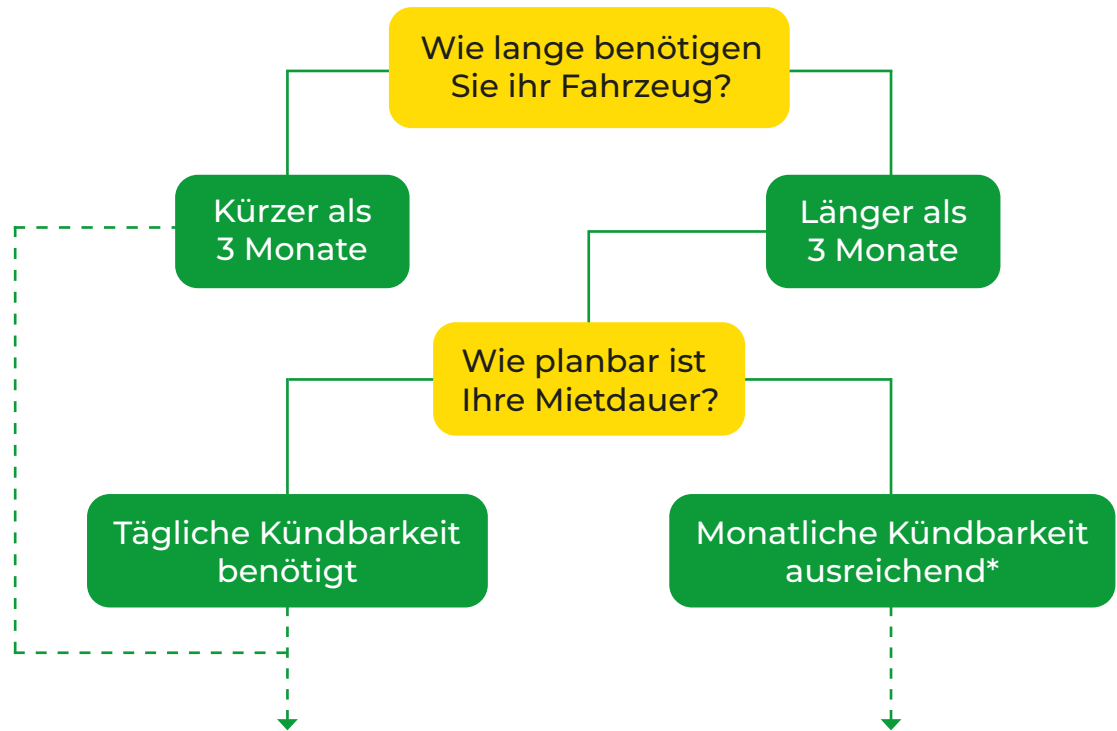 Wie lange benötigen
Sie ihr Fahrzeug?
Kürzer als
3 Monate
Länger als
3 Monate
Wie planbar ist
Ihre Mietdauer?
Tägliche Kündbarkeit
benötigt
Monatliche Kündbarkeit
ausreichend*